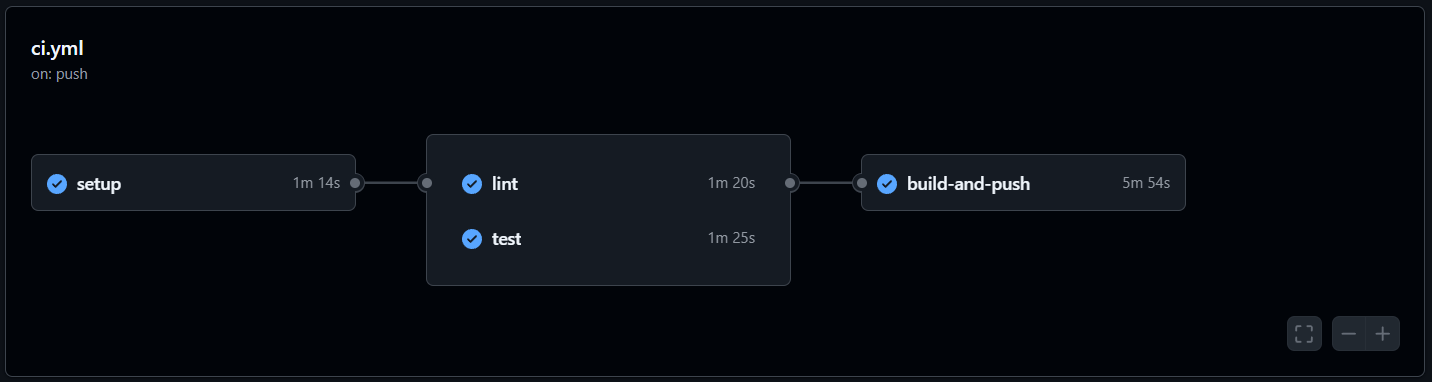 ci.yml
on: push
setup 1m 14s
lint 1m 20s
test 1m 25s
build-and-push 5m 54s